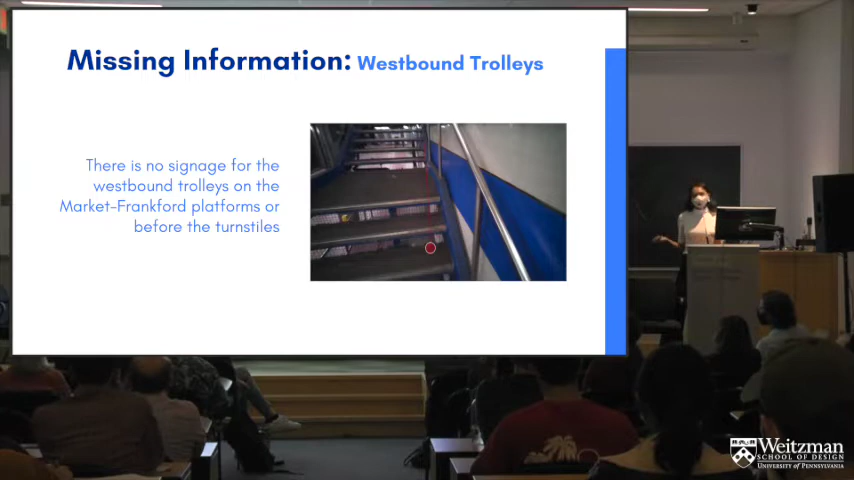 Missing Information: Westbound Trolleys
There is no signage for the
westbound trolleys on the
Market-Frankford platforms or
before the turnstiles
Weitzman
SCHOOL OF DESIGN
UNIVERSITY OF PENNSYLVANIA